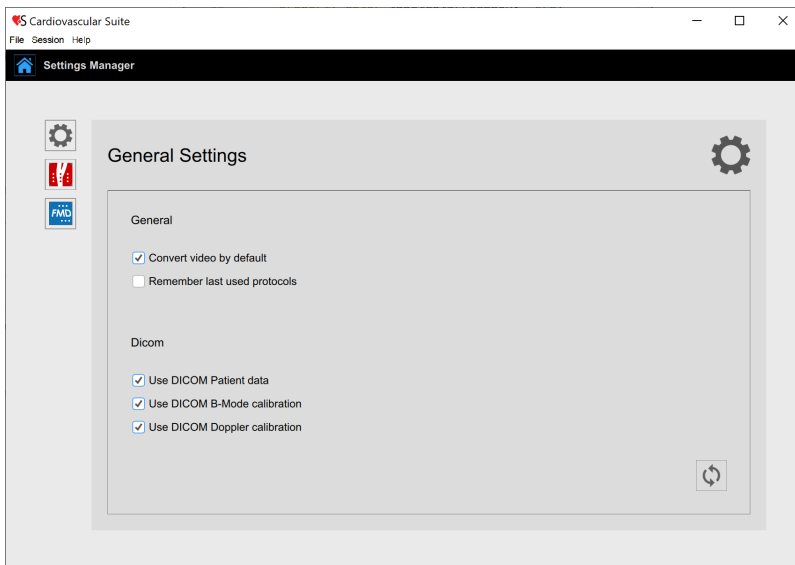 S Cardiovascular Suite
File Session Help
Settings Manager
General Settings
FMD
General
Convert video by default
Remember last used protocols
Dicom
Use DICOM Patient data
Use DICOM B-Mode calibration
Use DICOM Doppler calibration